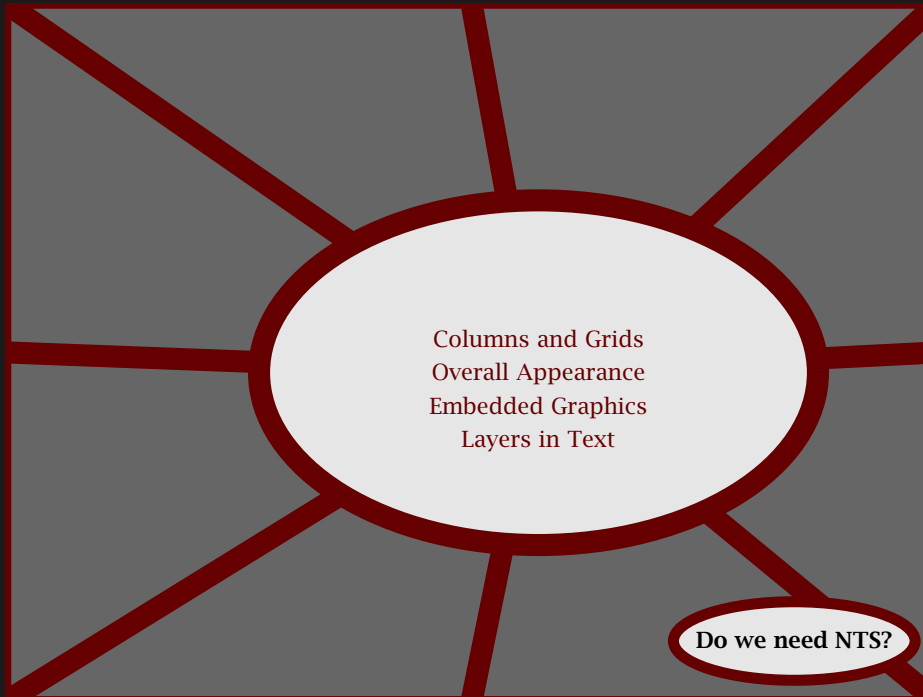 Columns and Grids
Overall Appearance
Embedded Graphics
Layers in Text
Do we need NTS?